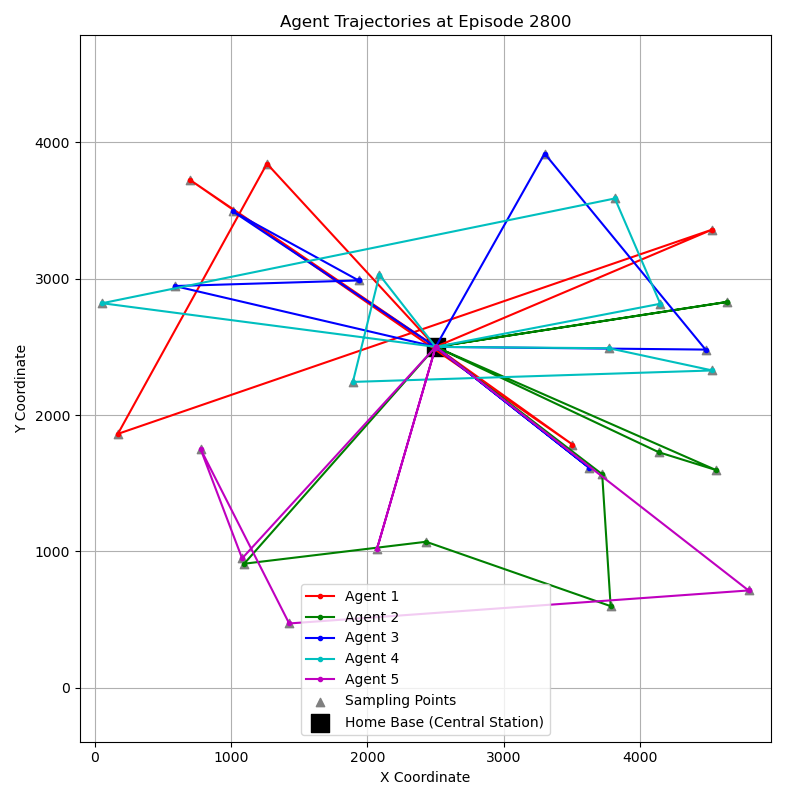 Agent Trajectories at Episode 2800
Y Coordinate
4000
3000
2000
1000
0
0 1000 2000 3000 4000
X Coordinate
Agent 1
Agent 2
Agent 3
Agent 4
Agent 5
Sampling Points
Home Base (Central Station)